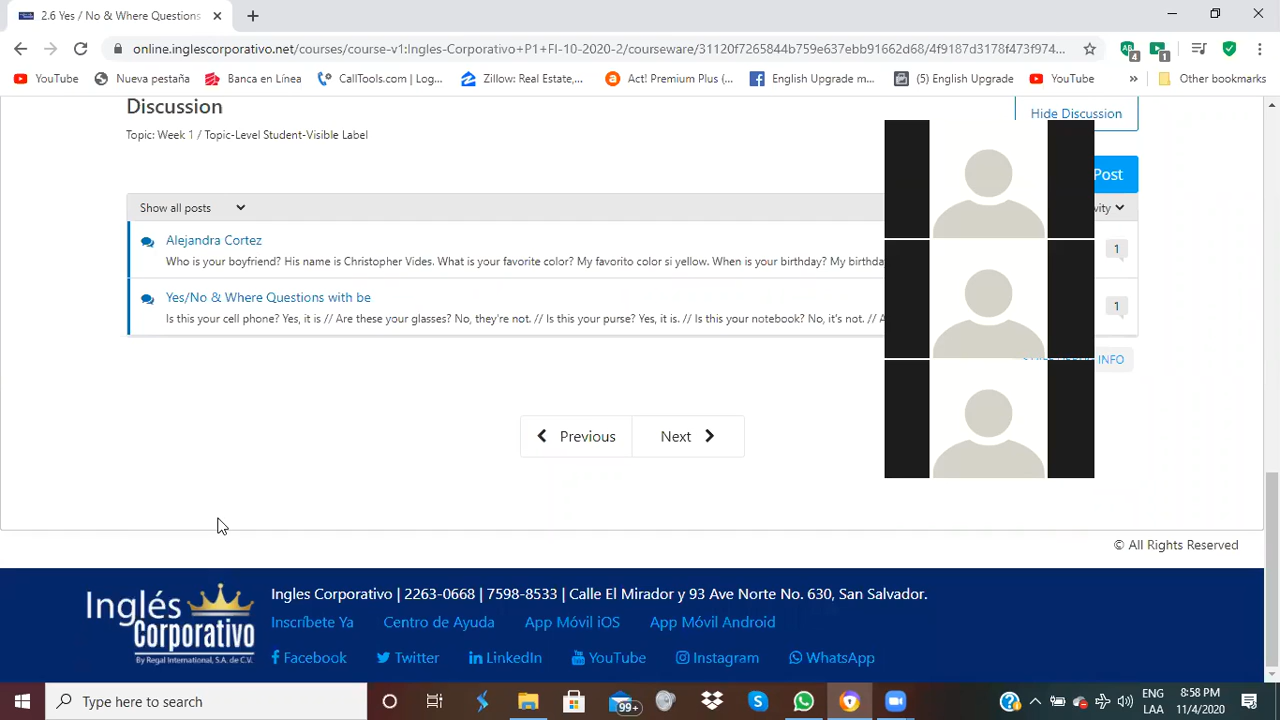 2.6 Yes / No & Where Questions
online.inglescorporativo.net/courses/course-v1:Ingles-Corporativo+P1+FI-10-2020-2/courseware/31120f7265844b759e637ebb91662d68/4f9187d3178f473f974...
4
1
YouTube
Nueva pestaña
Banca en Línea
CallTools.com | Log...
Zillow: Real Estate,...
Act! Premium Plus (...
English Upgrade m...
(5) English Upgrade
YouTube
»
Other bookmarks
Discussion
Hide Discussion
Topic: Week 1 / Topic-Level Student-Visible Label
Post
Show all posts
Alejandra Cortez
Who is your boyfriend? His name is Christopher Vides. What is your favorite color? My favorito color si yellow. When is your birthday? My birthda
1
Yes/No & Where Questions with be
Is this your cell phone? Yes, it is // Are these your glasses? No, they're not. // Is this your purse? Yes, it is. // Is this your notebook? No, it's not. // A
1
INFO
Previous
Next
© All Rights Reserved
Inglés Corporativo
By Regal International, S.A. de C.V.
Ingles Corporativo | 2263-0668 | 7598-8533 | Calle El Mirador y 93 Ave Norte No. 630, San Salvador.
Inscríbete Ya
Centro de Ayuda
App Móvil iOS
App Móvil Android
Facebook
Twitter
LinkedIn
YouTube
Instagram
WhatsApp
Type here to search
99+
ENG
LAA
8:58 PM
11/4/2020